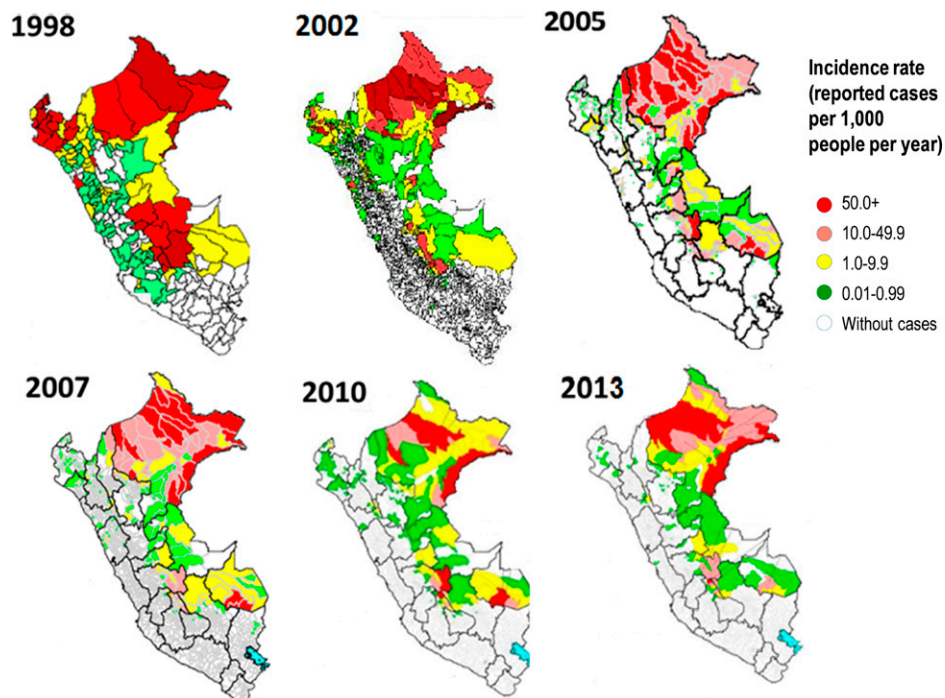 1998
2002
2005
Incidence rate
(reported cases
per 1,000
people per year)
50.0+
10.0-49.9
1.0-9.9
0.01-0.99
Without cases
2007
2010
2013